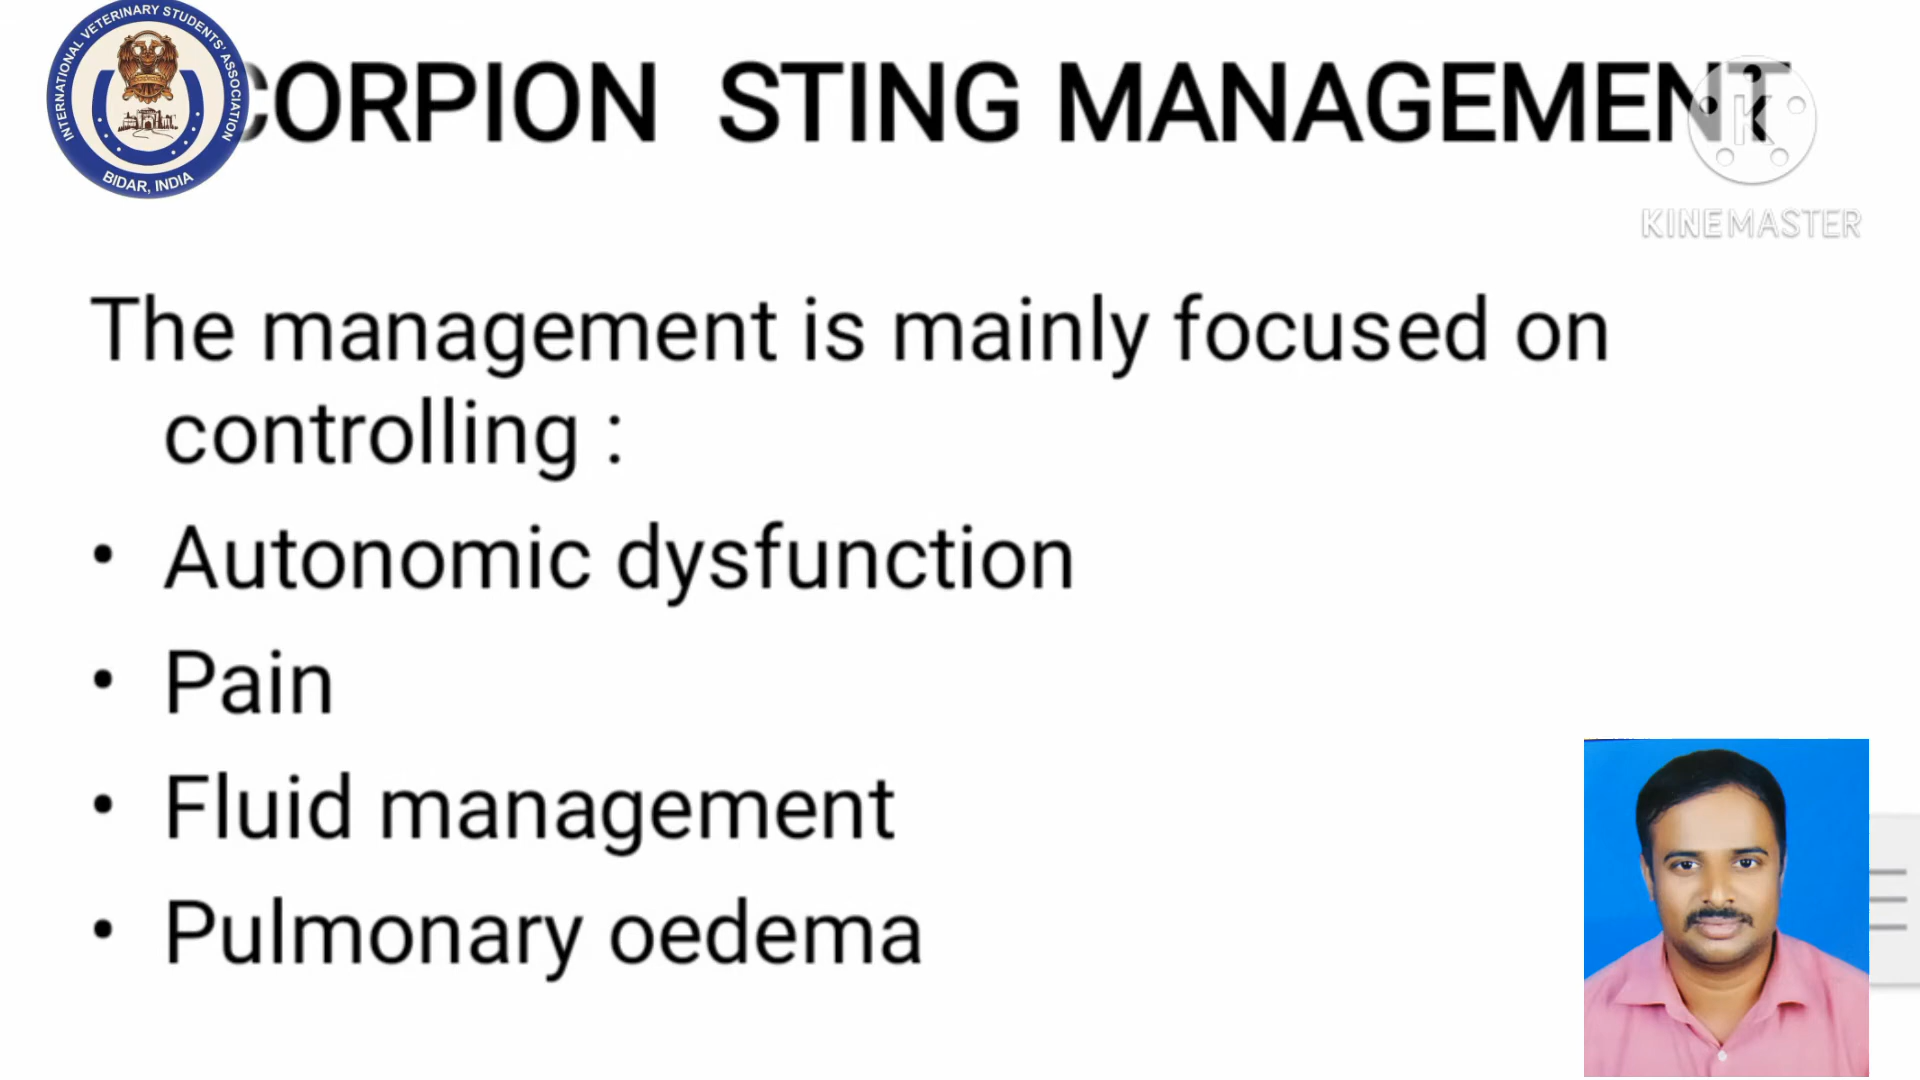 INTERNATIONAL VETERINARY STUDENTS' ASSOCIATION
BIDAR, INDIA
CORPION STING MANAGEMENT
KINEMASTER
The management is mainly focused on
controlling :
• Autonomic dysfunction
• Pain
• Fluid management
• Pulmonary oedema